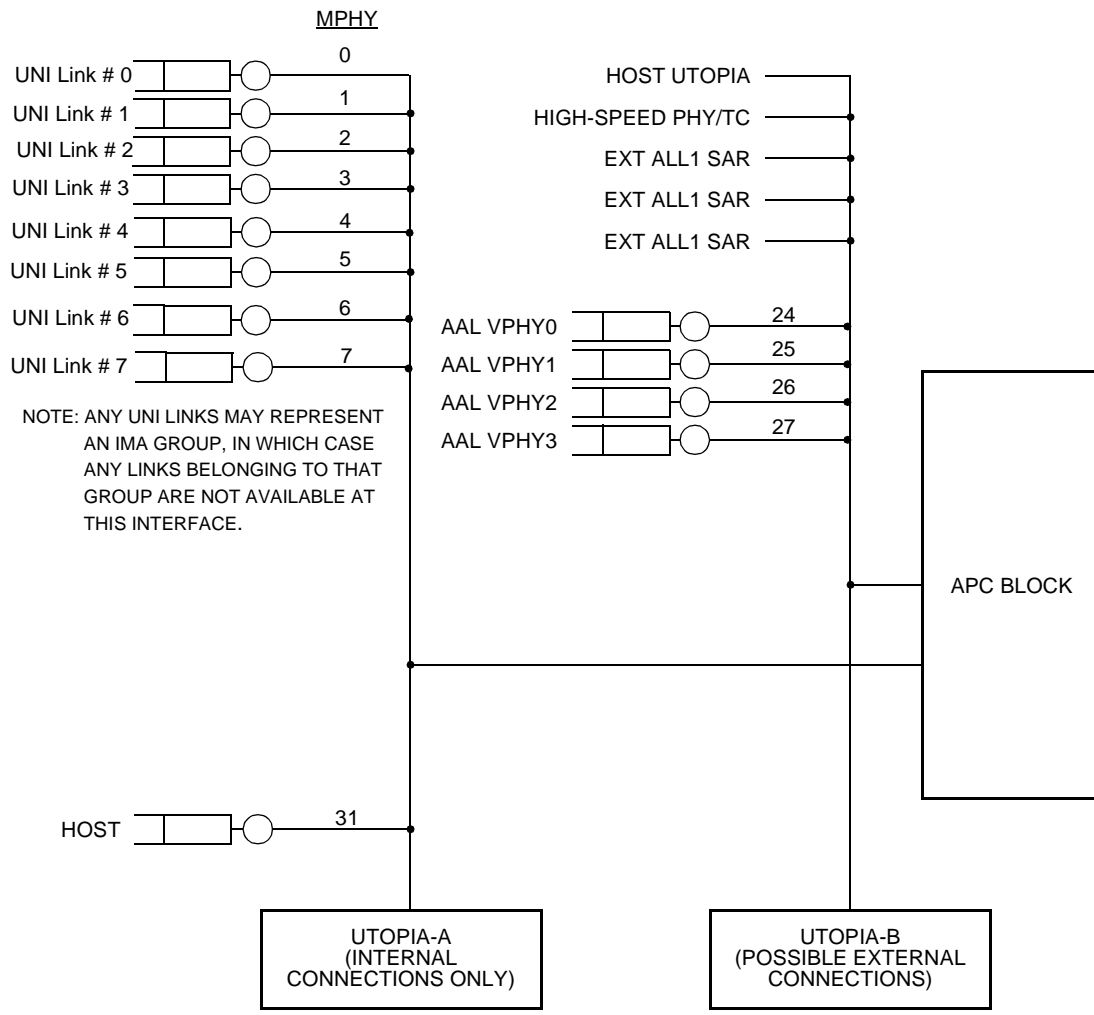 MPHY
UNI Link # 0
0
UNI Link # 1
1
UNI Link # 2
2
UNI Link # 3
3
UNI Link # 4
4
UNI Link # 5
5
UNI Link # 6
6
UNI Link # 7
7
NOTE: ANY UNI LINKS MAY REPRESENT
AN IMA GROUP, IN WHICH CASE
ANY LINKS BELONGING TO THAT
GROUP ARE NOT AVAILABLE AT
THIS INTERFACE.
HOST UTOPIA
HIGH-SPEED PHY/TC
EXT ALL1 SAR
EXT ALL1 SAR
EXT ALL1 SAR
AAL VPHY0
24
AAL VPHY1
25
AAL VPHY2
26
AAL VPHY3
27
APC BLOCK
HOST
31
UTOPIA-A
(INTERNAL
CONNECTIONS ONLY)
UTOPIA-B
(POSSIBLE EXTERNAL
CONNECTIONS)